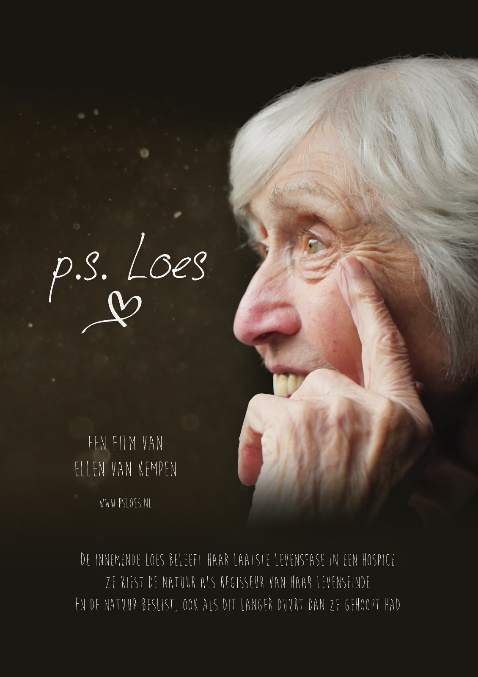 p.s. Loes
EEN FILM VAN
ELLEN VAN KEMPEN
WWW.PSLOES.NL
DE INNEMENDE LOES BELEEFT HAAR LAATSTE LEVENSFASE IN EEN HOSPICE
ZE KIEST DE NATUUR ALS REGISSEUR VAN HAAR LEVENSEINDE
EN DE NATUUR BESLIST, OOK ALS DIT LANGER DUURT DAN ZE GEHOOPT HAD